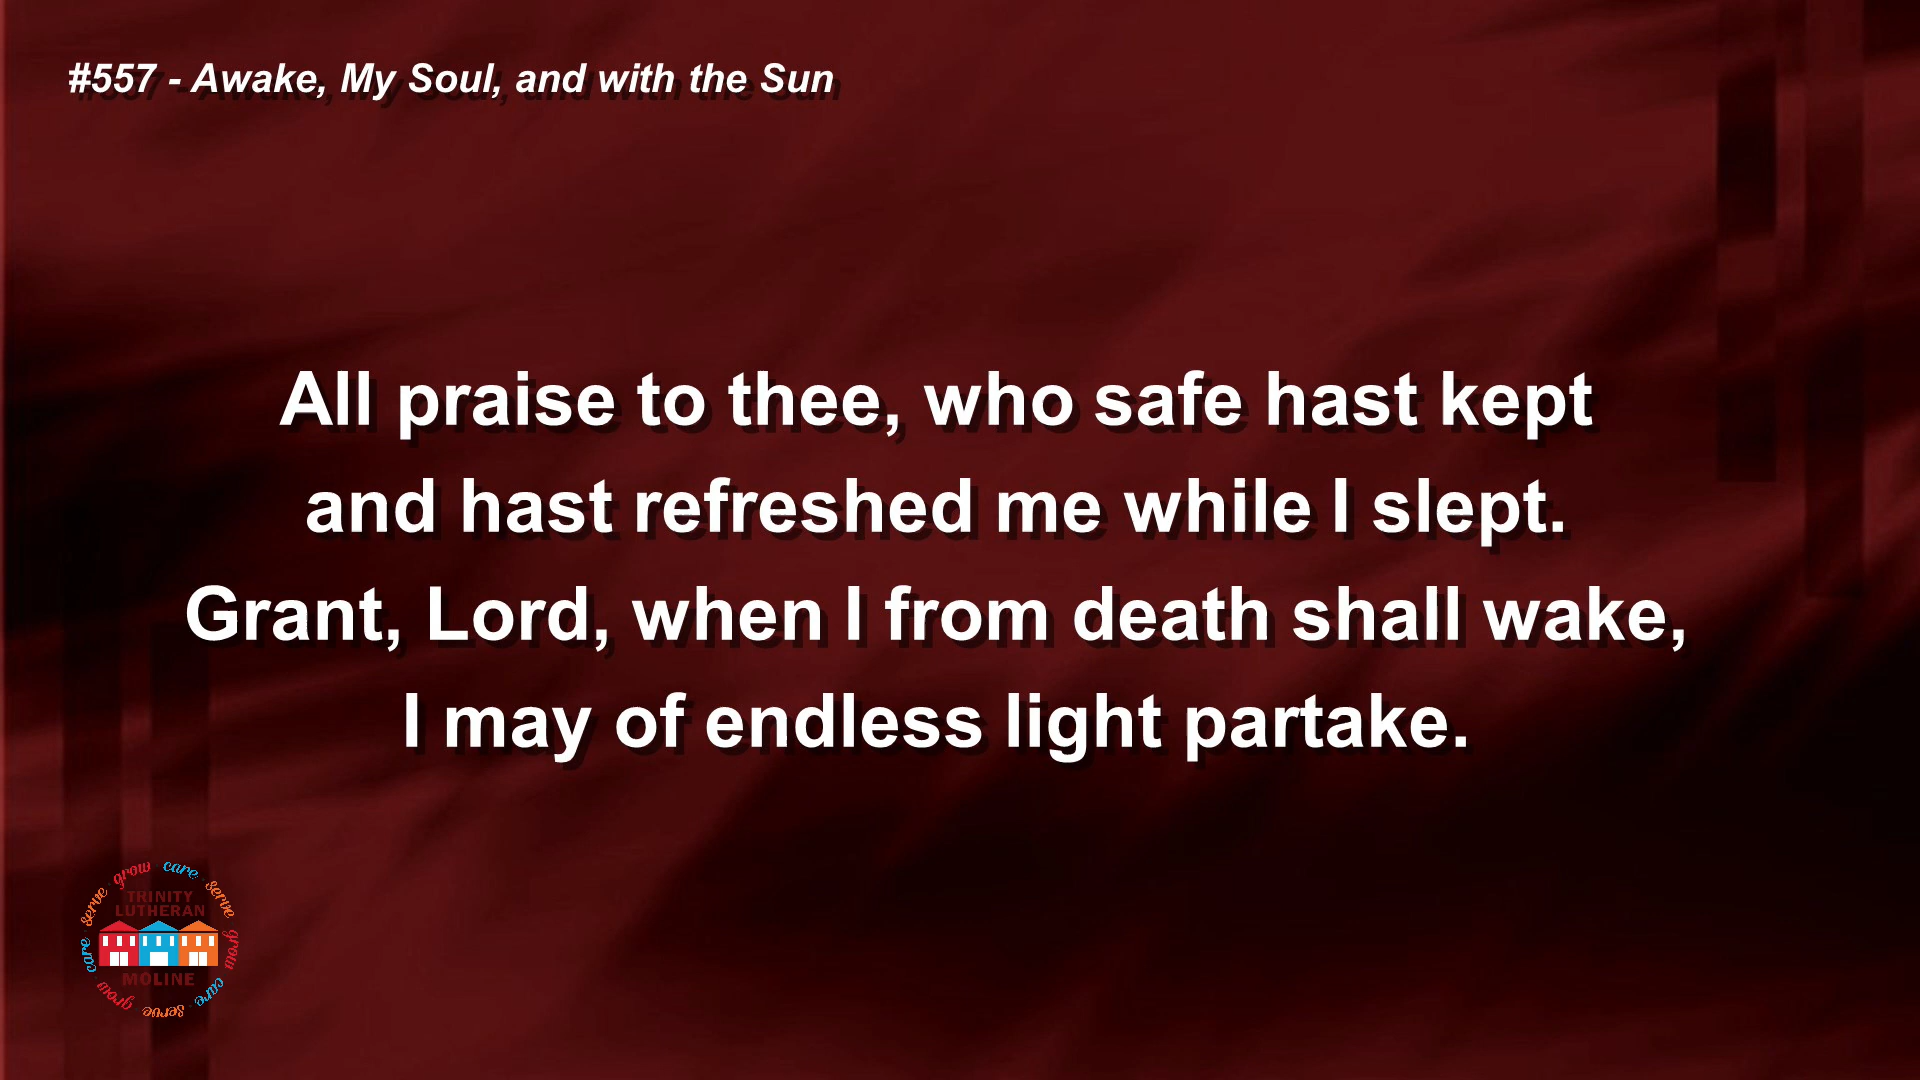 #557 - Awake, My Soul, and with the Sun
All praise to thee, who safe hast kept
and hast refreshed me while I slept.
Grant, Lord, when I from death shall wake,
I may of endless light partake.
grow care serve grow care serve grow care serve
TRINITY
LUTHERAN
MOLINE